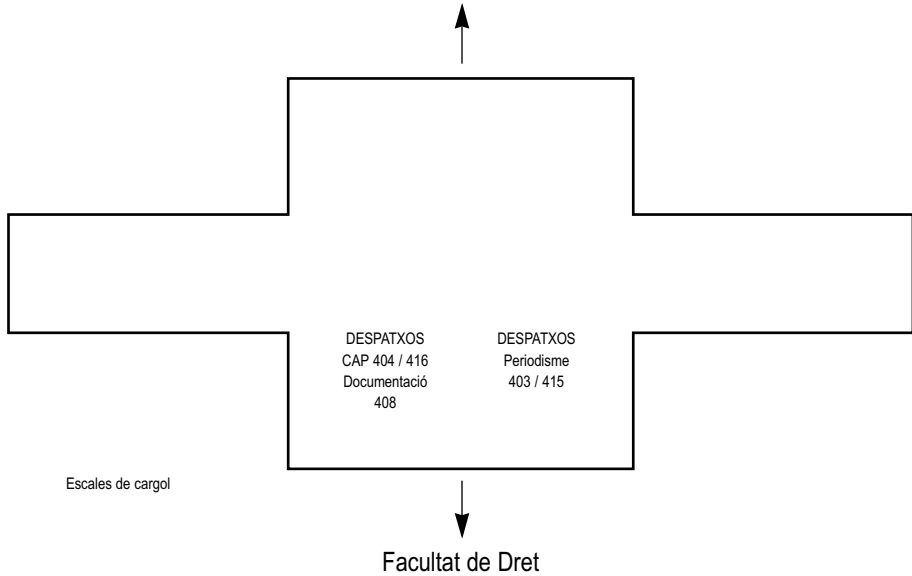 DESPATXOS
CAP 404 / 416
Documentació
408
DESPATXOS
Periodisme
403 / 415
Escales de cargol
Facultat de Dret